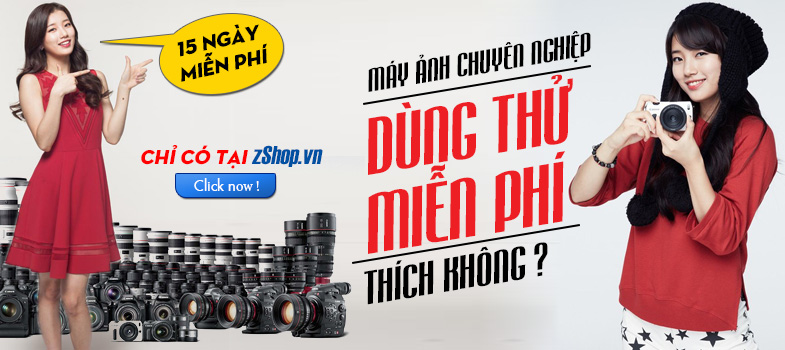 15 NGÀY
MIỄN PHÍ
CHỈ CÓ TẠI zShop.vn
Click now !
MÁY ẢNH CHUYÊN NGHIỆP
DÙNG THỬ
MIỄN PHÍ
THÍCH KHÔNG ?